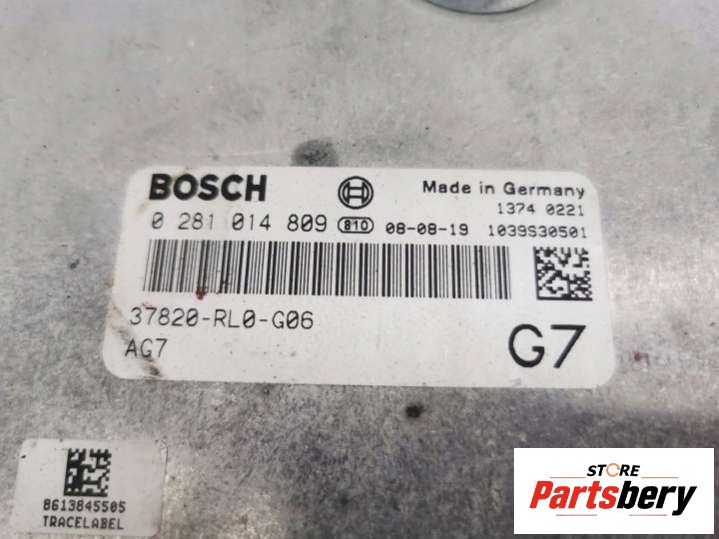 BOSCH
Made in Germany
1374 0221
0 281 014 809 810 08-08-19 1039S30501
37820-RL0-G06
AG7
G7
8613845505
TRACELABEL
STORE
Partsbery